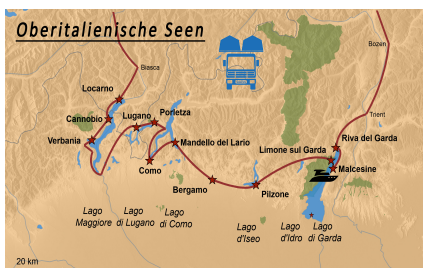 Oberitalienische Seen
Biasca
Bozen
Locarno
Cannobio
Lugano
Porletza
Trient
Verbania
Riva del Garda
Mandello del Lario
Limone sul Garda
Como
Malcesine
Bergamo
Pilzone
Lago
Maggiore
Lago
di Lugano
Lago
di Como
Lago
d'Iseo
Lago
d'Idro
Lago
di Garda
20 km